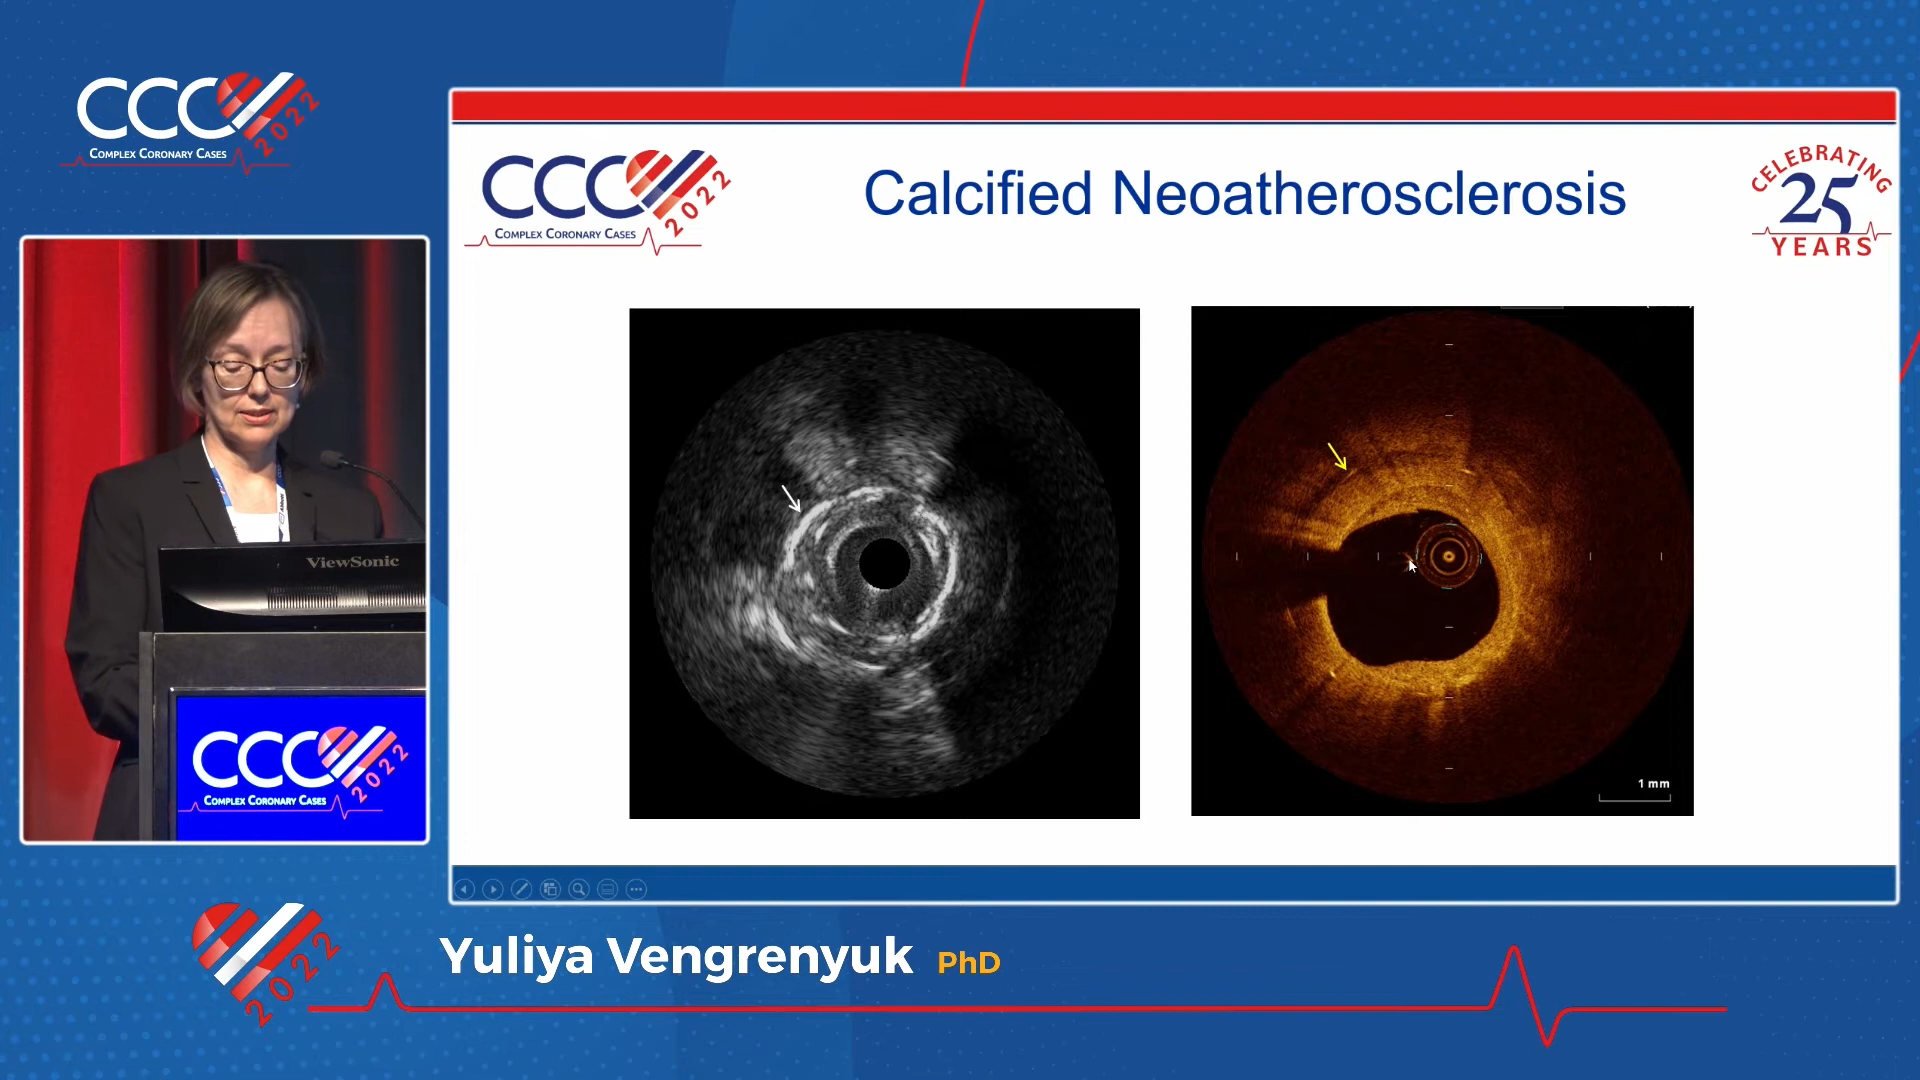 CCC 2022
COMPLEX CORONARY CASES
CCC 2022
COMPLEX CORONARY CASES
Calcified Neoatherosclerosis
CELEBRATING
25
YEARS
ViewSonic
Abbott
CCC 2022
COMPLEX CORONARY CASES
1 mm
2022
Yuliya Vengrenyuk PhD